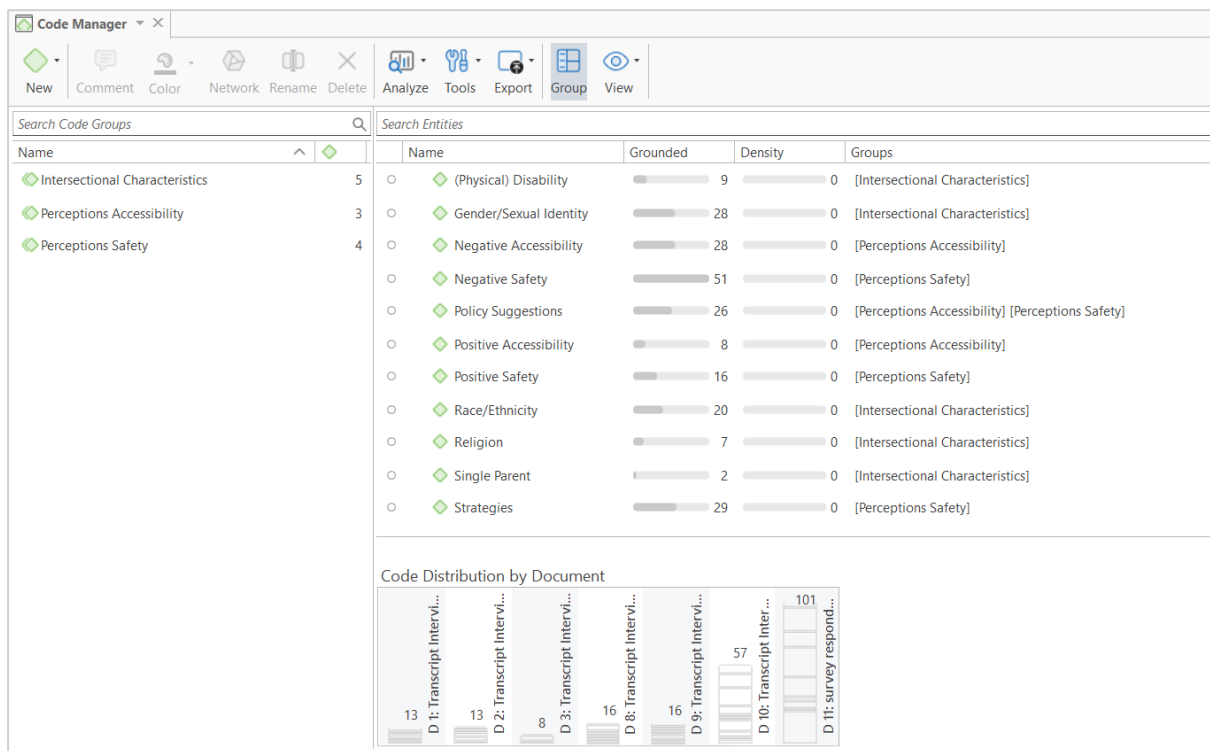 Code Manager
New Comment Color Network Rename Delete Analyze Tools Export Group View
Search Code Groups
Name
Intersectional Characteristics 5
Perceptions Accessibility 3
Perceptions Safety 4
Search Entities
Name Grounded Density Groups
(Physical) Disability 9 0 [Intersectional Characteristics]
Gender/Sexual Identity 28 0 [Intersectional Characteristics]
Negative Accessibility 28 0 [Perceptions Accessibility]
Negative Safety 51 0 [Perceptions Safety]
Policy Suggestions 26 0 [Perceptions Accessibility] [Perceptions Safety]
Positive Accessibility 8 0 [Perceptions Accessibility]
Positive Safety 16 0 [Perceptions Safety]
Race/Ethnicity 20 0 [Intersectional Characteristics]
Religion 7 0 [Intersectional Characteristics]
Single Parent 2 0 [Intersectional Characteristics]
Strategies 29 0 [Perceptions Safety]
Code Distribution by Document
13 D 1: Transcript Intervi...
13 D 2: Transcript Intervi...
8 D 3: Transcript Intervi...
16 D 8: Transcript Intervi...
16 D 9: Transcript Intervi...
57 D 10: Transcript Inter...
101 D 11: survey respond...